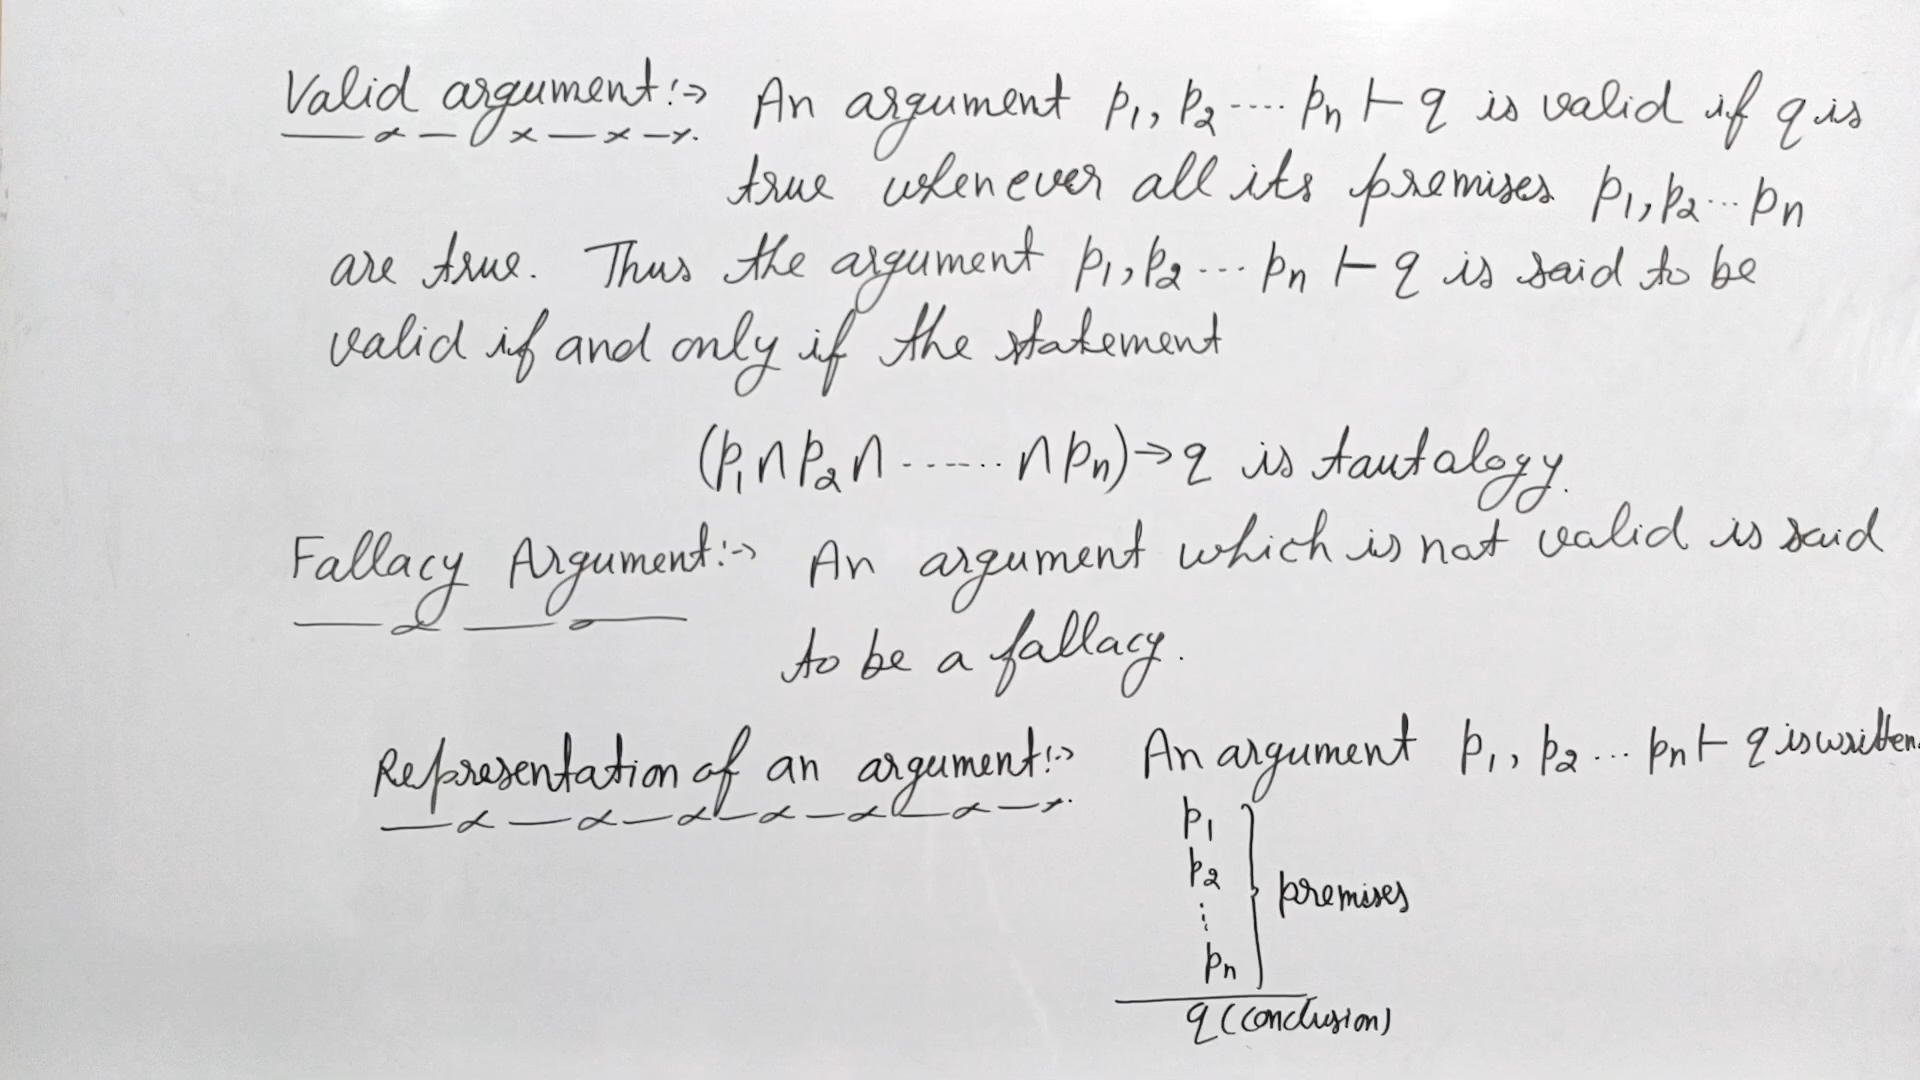 Valid argument:→ An argument p₁, p₂ ---- pₙ ⊢ q is valid if q is
true whenever all its premises p₁, p₂ ... pₙ
are true. Thus the argument p₁, p₂ ... pₙ ⊢ q is said to be
valid if and only if the statement
(p₁ ∩ p₂ ∩ ------ ∩ pₙ) → q is tautalogy.
Fallacy Argument:→ An argument which is not valid is said
to be a fallacy.
Representation of an argument:→ An argument p₁, p₂ ... pₙ ⊢ q is written.
p₁
p₂
⋮ premises
pₙ
q (conclusion)